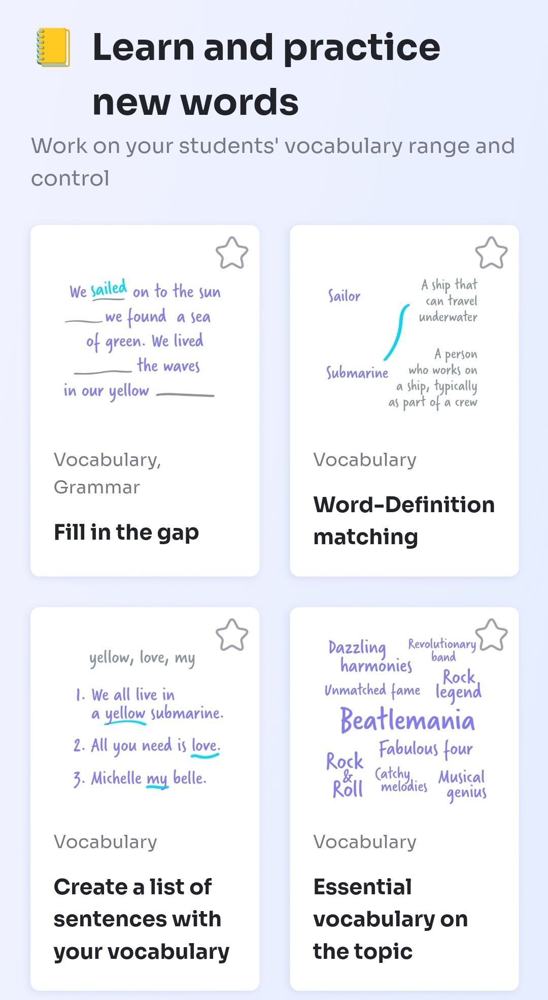 Learn and practice
new words
Work on your students' vocabulary range and
control
We sailed on to the sun
____ we found a sea
of green. We lived
____ the waves
in our yellow ____
Vocabulary,
Grammar
Fill in the gap
Sailor
A ship that
can travel
underwater
Submarine
A person
who works on
a ship, typically
as part of a crew
Vocabulary
Word-Definition
matching
yellow, love, my
1. We all live in
a yellow submarine.
2. All you need is love.
3. Michelle my belle.
Vocabulary
Create a list of
sentences with
your vocabulary
Dazzling
harmonies
Revolutionary
band
Unmatched fame
Rock
legend
Beatlemania
Fabulous four
Rock
&
Roll
Catchy
melodies
Musical
genius
Vocabulary
Essential
vocabulary on
the topic